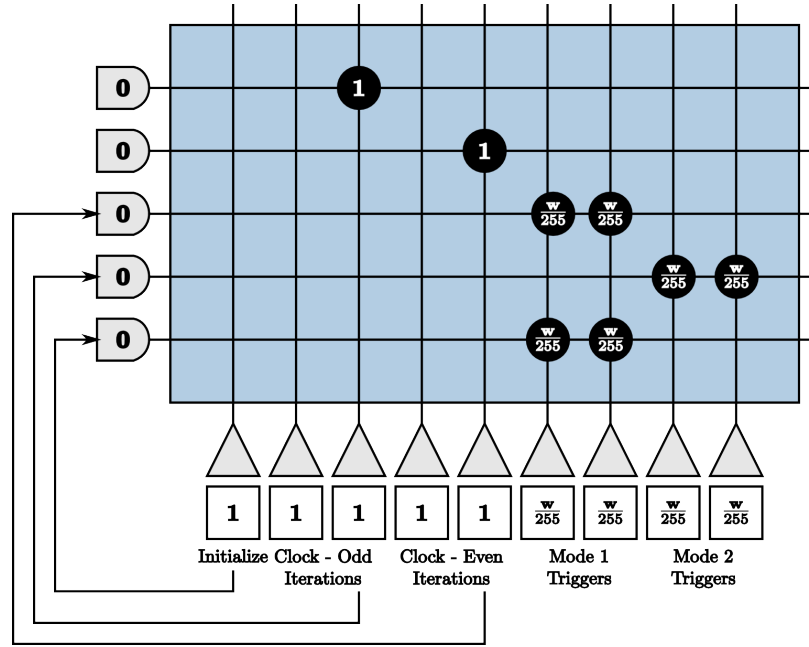 0 1
0 1
0 w/255 w/255
0 w/255 w/255
0 w/255 w/255
1 1 1 1 1 w/255 w/255 w/255 w/255
Initialize Clock - Odd Clock - Even Mode 1 Mode 2
Iterations Iterations Triggers Triggers